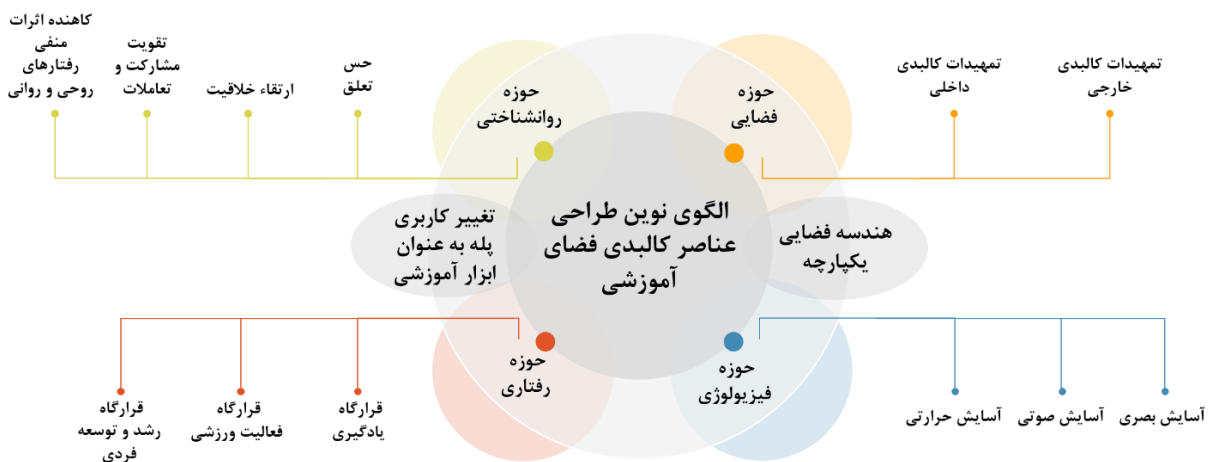 تمهیدات کالبدی
خارجی
تمهیدات کالبدی
داخلی
حوزه
فضایی
حوزه
روانشناختی
حس
تعلق
ارتقاء خلاقیت
تقویت
مشارکت و
تعاملات
کاهنده اثرات
منفی
رفتارهای
روحی و روانی
هندسه فضایی
یکپارچه
الگوی نوین طراحی
عناصر کالبدی فضای
آموزشی
تغییر کاربری
پله به عنوان
ابزار آموزشی
حوزه
فیزیولوژی
آسایش بصری
آسایش صوتی
آسایش حرارتی
حوزه
رفتاری
قرارگاه
یادگیری
قرارگاه
فعالیت ورزشی
قرارگاه
رشد و توسعه
فردی